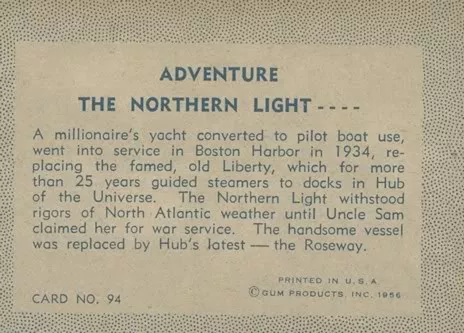 ADVENTURE
THE NORTHERN LIGHT ----
A millionaire's yacht converted to pilot boat use,
went into service in Boston Harbor in 1934, re-
placing the famed, old Liberty, which for more
than 25 years guided steamers to docks in Hub
of the Universe. The Northern Light withstood
rigors of North Atlantic weather until Uncle Sam
claimed her for war service. The handsome vessel
was replaced by Hub's latest — the Roseway.
PRINTED IN U.S.A.
© GUM PRODUCTS, INC. 1956
CARD NO. 94